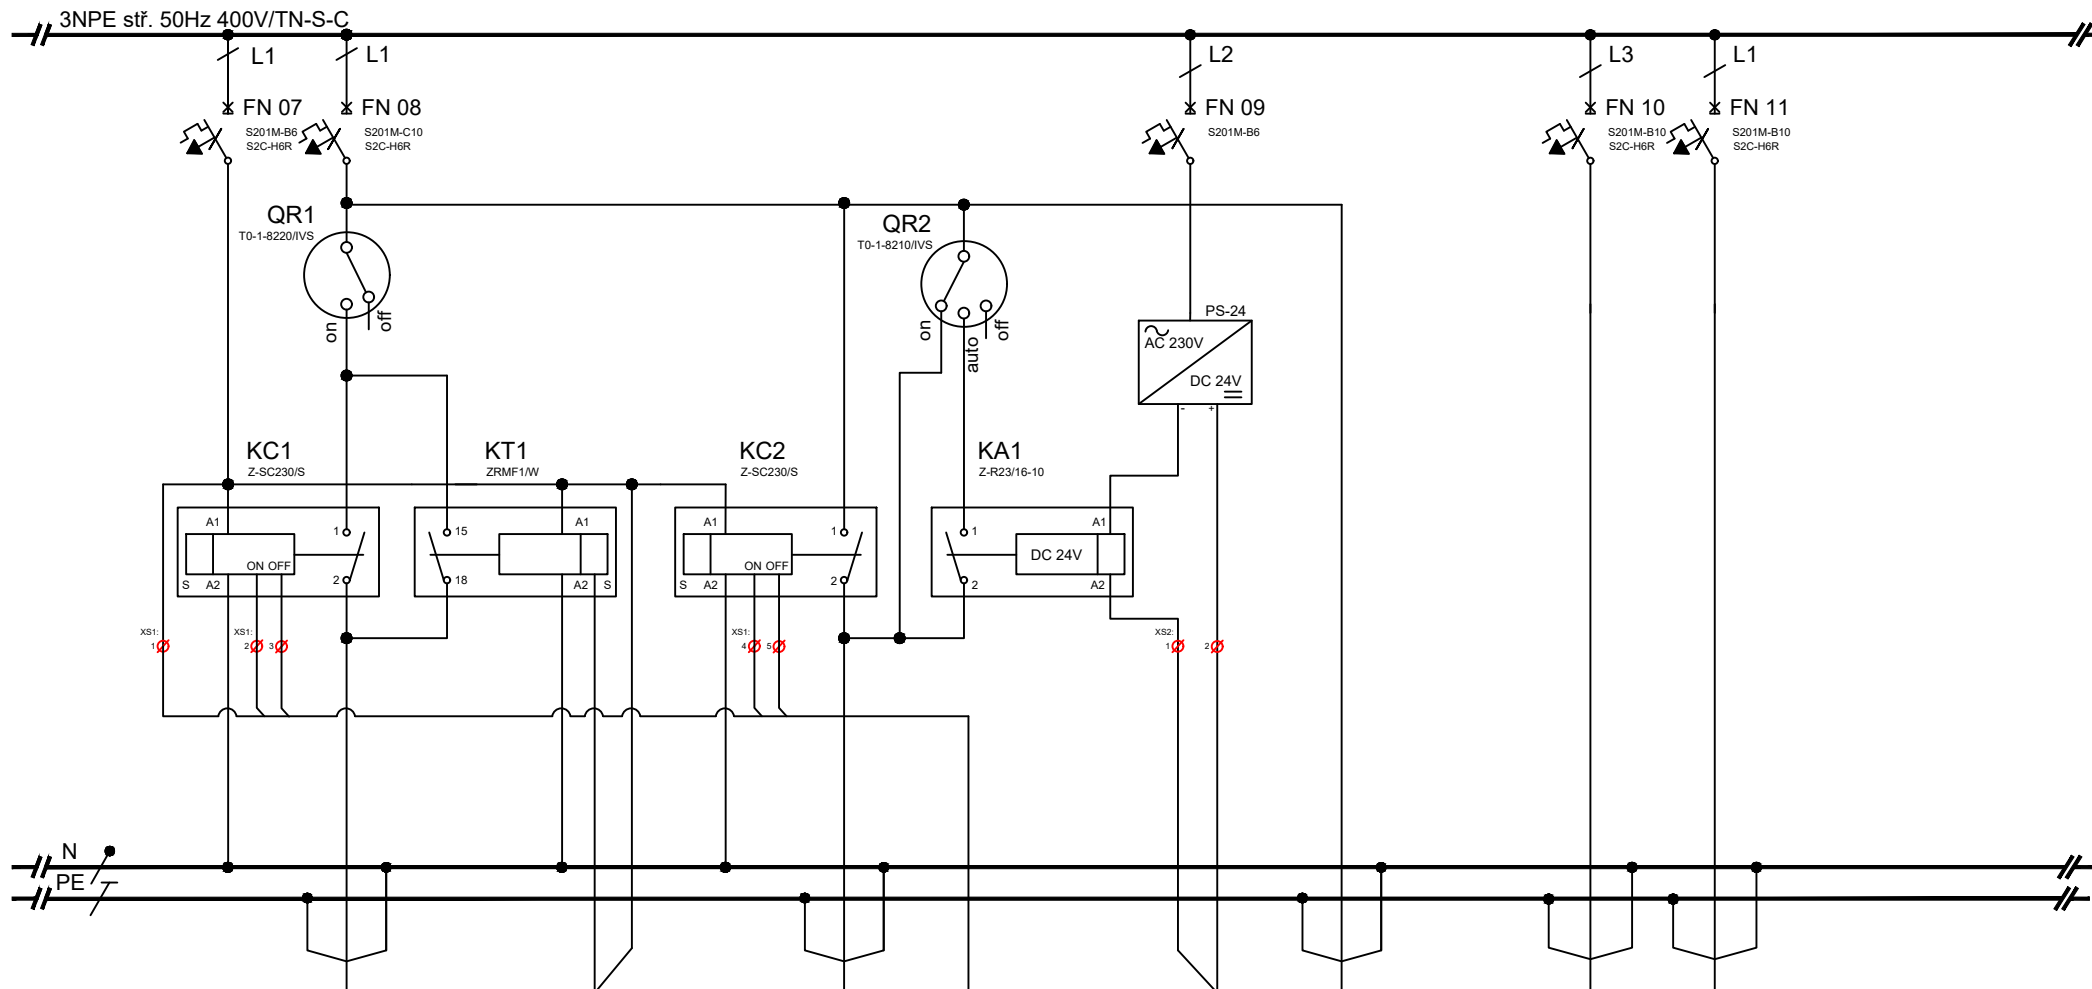 3NPE stř. 50Hz 400V/TN-S-C
L1
L1
L2
L3
L1
FN 07
S201M-B6
S2C-H6R
FN 08
S201M-C10
S2C-H6R
FN 09
S201M-B6
FN 10
S201M-B10
S2C-H6R
FN 11
S201M-B10
S2C-H6R
QR1
T0-1-8220/IVS
on
off
QR2
T0-1-8210/IVS
on
auto
off
PS-24
AC 230V
DC 24V
-
+
KC1
Z-SC230/S
KT1
ZRMF1/W
KC2
Z-SC230/S
KA1
Z-R23/16-10
A1
1
ON OFF
S
A2
2
15
A1
18
A2
S
A1
1
ON OFF
S
A2
2
1
A1
DC 24V
2
A2
XS1:
1
XS1:
2
3
XS1:
4
5
XS2:
1
2
N
PE